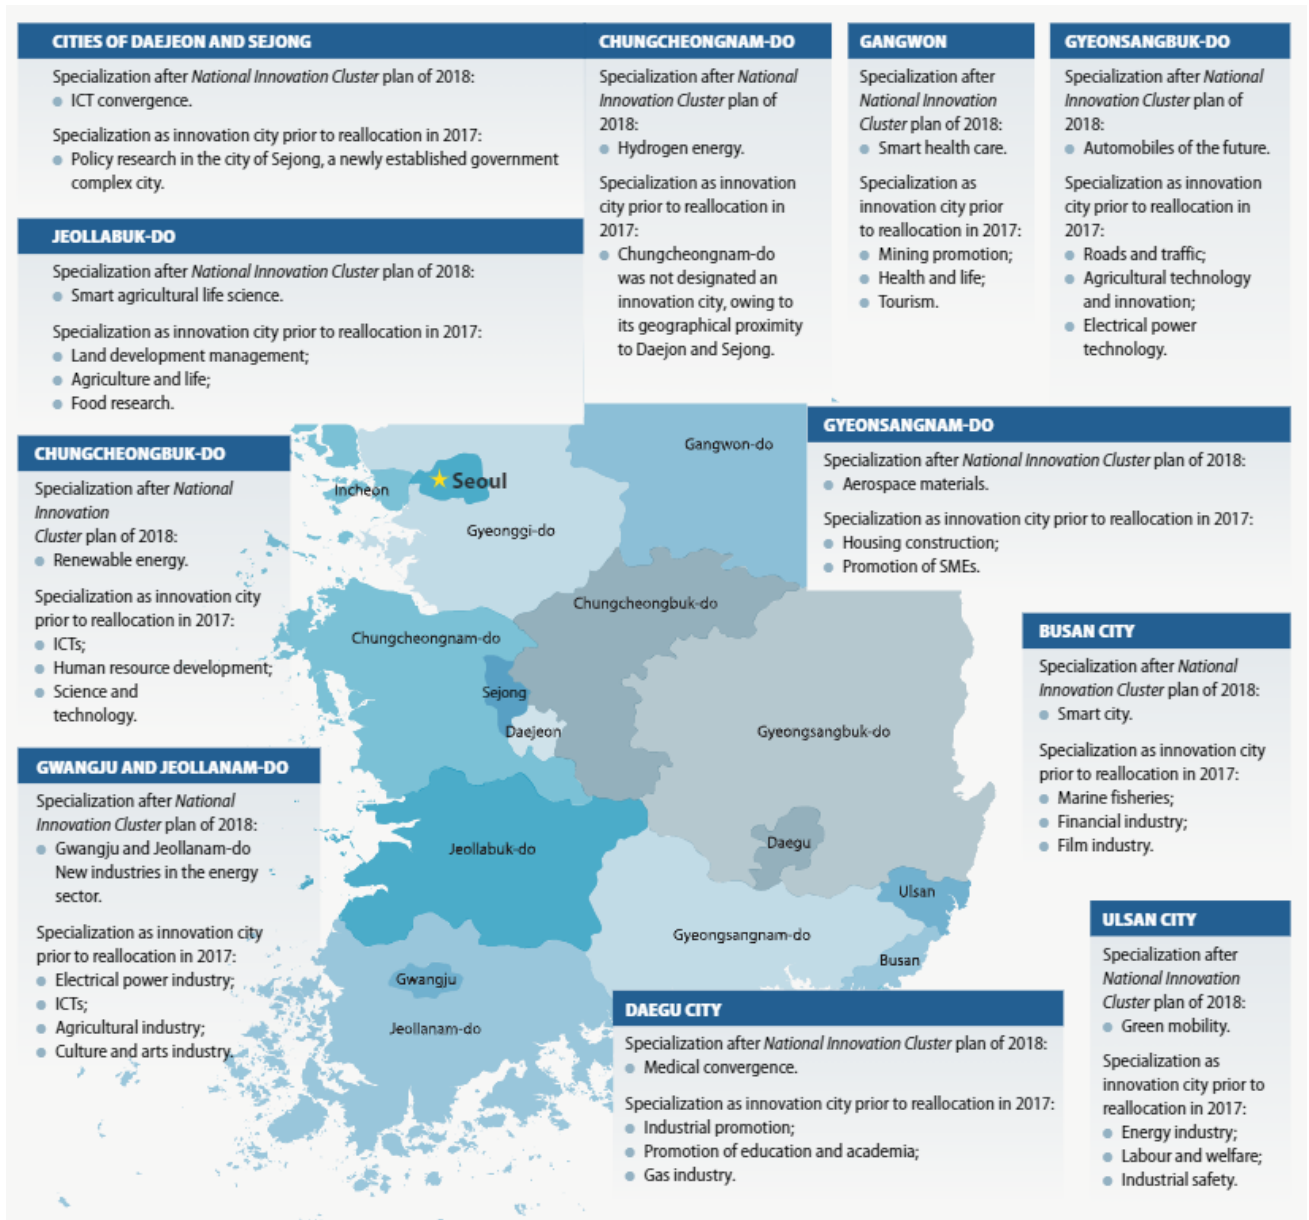 CITIES OF DAEJEON AND SEJONG
Specialization after National Innovation Cluster plan of 2018:
● ICT convergence.
Specialization as innovation city prior to reallocation in 2017:
● Policy research in the city of Sejong, a newly established government
complex city.
CHUNGCHEONGNAM-DO
Specialization after National
Innovation Cluster plan of
2018:
● Hydrogen energy.
Specialization as innovation
city prior to reallocation in
2017:
● Chungcheongnam-do
was not designated an
innovation city, owing to
its geographical proximity
to Daejon and Sejong.
GANGWON
Specialization after
National Innovation
Cluster plan of 2018:
● Smart health care.
Specialization as
innovation city prior
to reallocation in 2017:
● Mining promotion;
● Health and life;
● Tourism.
GYEONSANGBUK-DO
Specialization after National
Innovation Cluster plan of
2018:
● Automobiles of the future.
Specialization as innovation
city prior to reallocation in
2017:
● Roads and traffic;
● Agricultural technology
and innovation;
● Electrical power
technology.
JEOLLABUK-DO
Specialization after National Innovation Cluster plan of 2018:
● Smart agricultural life science.
Specialization as innovation city prior to reallocation in 2017:
● Land development management;
● Agriculture and life;
● Food research.
CHUNGCHEONGBUK-DO
Specialization after National
Innovation
Cluster plan of 2018:
● Renewable energy.
Specialization as innovation city
prior to reallocation in 2017:
● ICTs;
● Human resource development;
● Science and
technology.
GYEONSANGNAM-DO
Specialization after National Innovation Cluster plan of 2018:
● Aerospace materials.
Specialization as innovation city prior to reallocation in 2017:
● Housing construction;
● Promotion of SMEs.
Gangwon-do
Seoul
Incheon
Gyeonggi-do
Chungcheongbuk-do
Chungcheongnam-do
Sejong
Daejeon
Gyeongsangbuk-do
Jeollabuk-do
Daegu
Ulsan
Gyeongsangnam-do
Busan
Gwangju
Jeollanam-do
BUSAN CITY
Specialization after National
Innovation Cluster plan of 2018:
● Smart city.
Specialization as innovation city
prior to reallocation in 2017:
● Marine fisheries;
● Financial industry;
● Film industry.
GWANGJU AND JEOLLANAM-DO
Specialization after National
Innovation Cluster plan of 2018:
● Gwangju and Jeollanam-do
New industries in the energy
sector.
Specialization as innovation city
prior to reallocation in 2017:
● Electrical power industry;
● ICTs;
● Agricultural industry;
● Culture and arts industry.
DAEGU CITY
Specialization after National Innovation Cluster plan of 2018:
● Medical convergence.
Specialization as innovation city prior to reallocation in 2017:
● Industrial promotion;
● Promotion of education and academia;
● Gas industry.
ULSAN CITY
Specialization after
National Innovation
Cluster plan of 2018:
● Green mobility.
Specialization as
innovation city prior to
reallocation in 2017:
● Energy industry;
● Labour and welfare;
● Industrial safety.